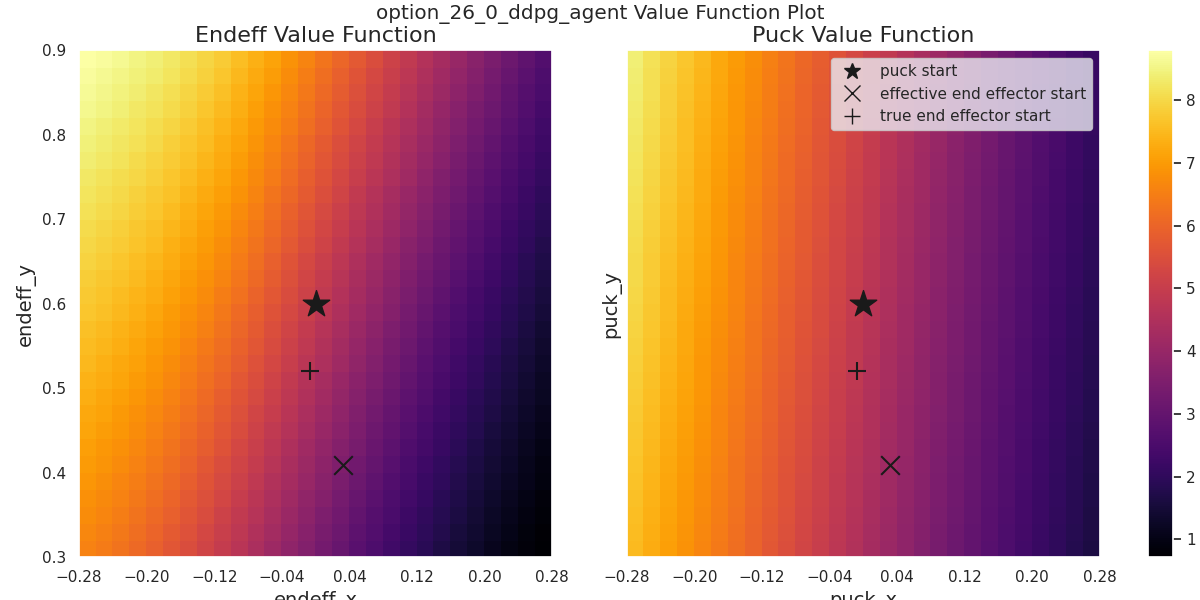 option_26_0_ddpg_agent Value Function Plot
Endeff Value Function
Puck Value Function
puck start
effective end effector start
true end effector start
0.9
0.8
0.7
0.6
0.5
0.4
0.3
endeff_y
−0.28 −0.20 −0.12 −0.04 0.04 0.12 0.20 0.28
endeff_x
puck_y
−0.28 −0.20 −0.12 −0.04 0.04 0.12 0.20 0.28
puck_x
8
7
6
5
4
3
2
1